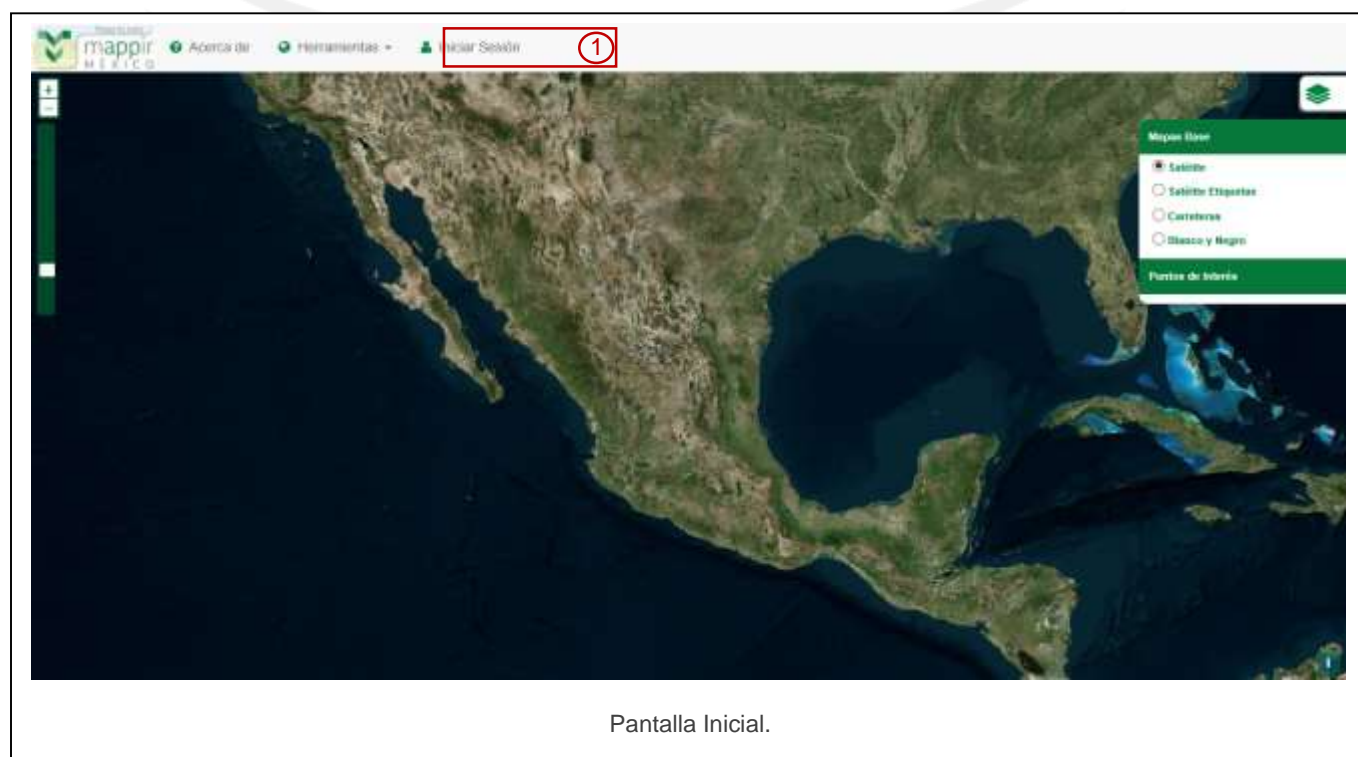 mappir
MÉXICO
Acerca de
Herramientas
Iniciar Sesión
1
+
-
Mapas Base
Satélite
Satélite Etiquetas
Carreteras
Blanco y Negro
Puntos de Interés
i
Pantalla Inicial.